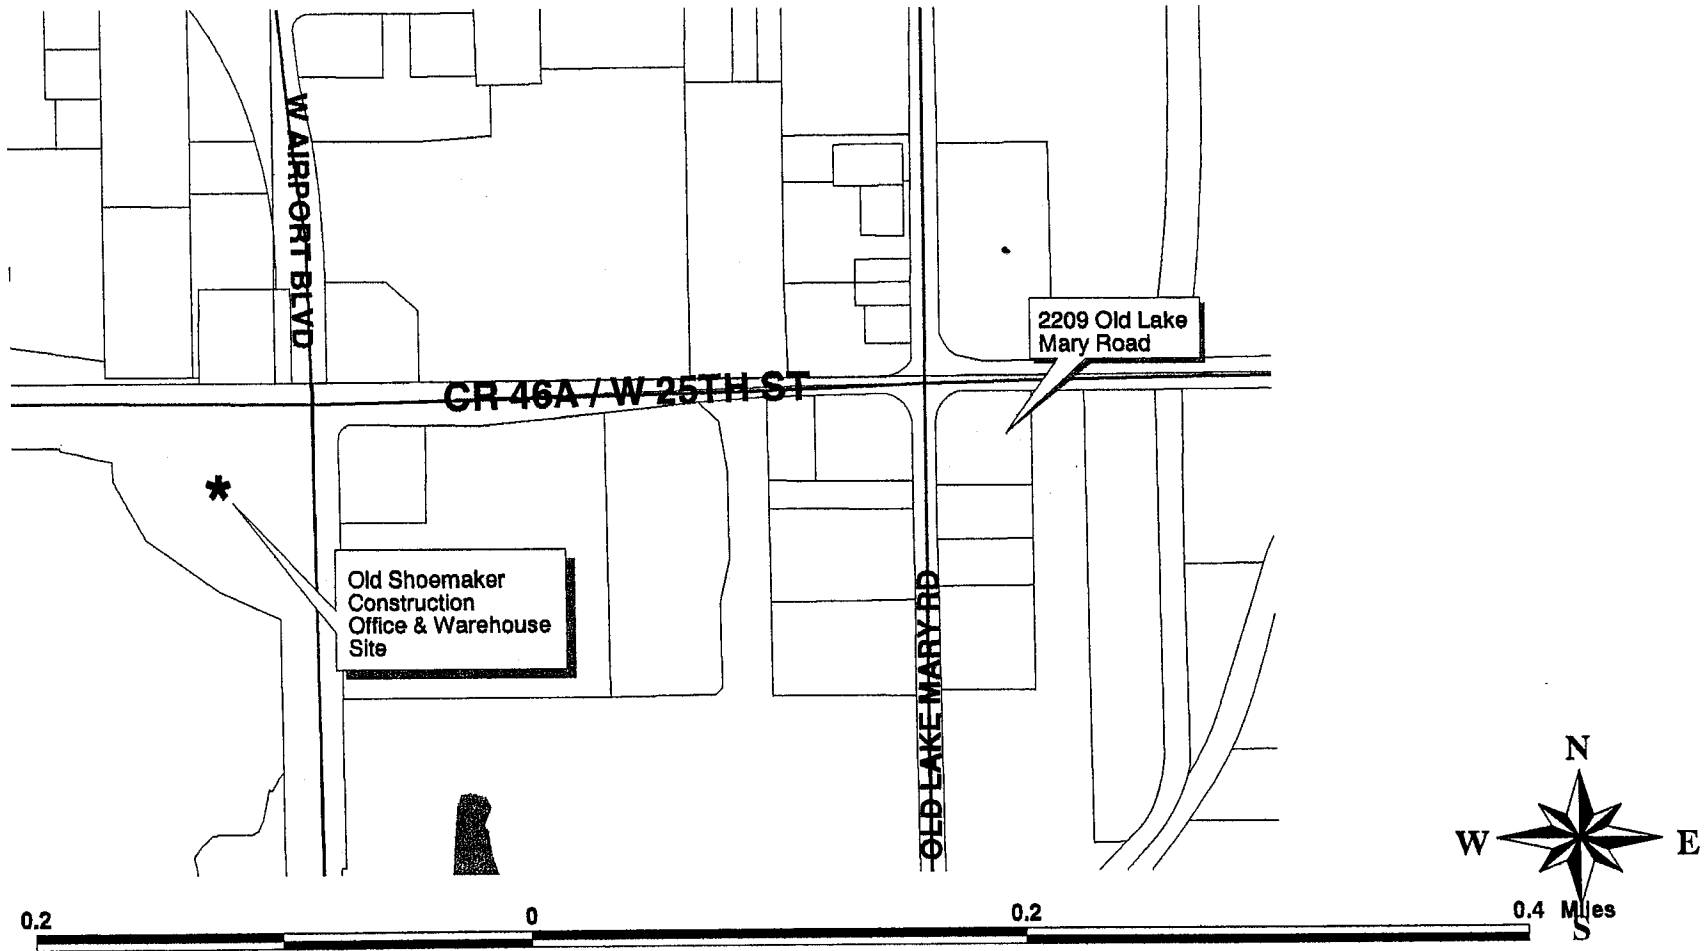 W AIRPORT BLVD
2209 Old Lake
Mary Road
CR 46A / W 25TH ST
*
Old Shoemaker
Construction
Office & Warehouse
Site
OLD LAKE MARY RD
N
W E
S
0.2 0 0.2 0.4 Miles